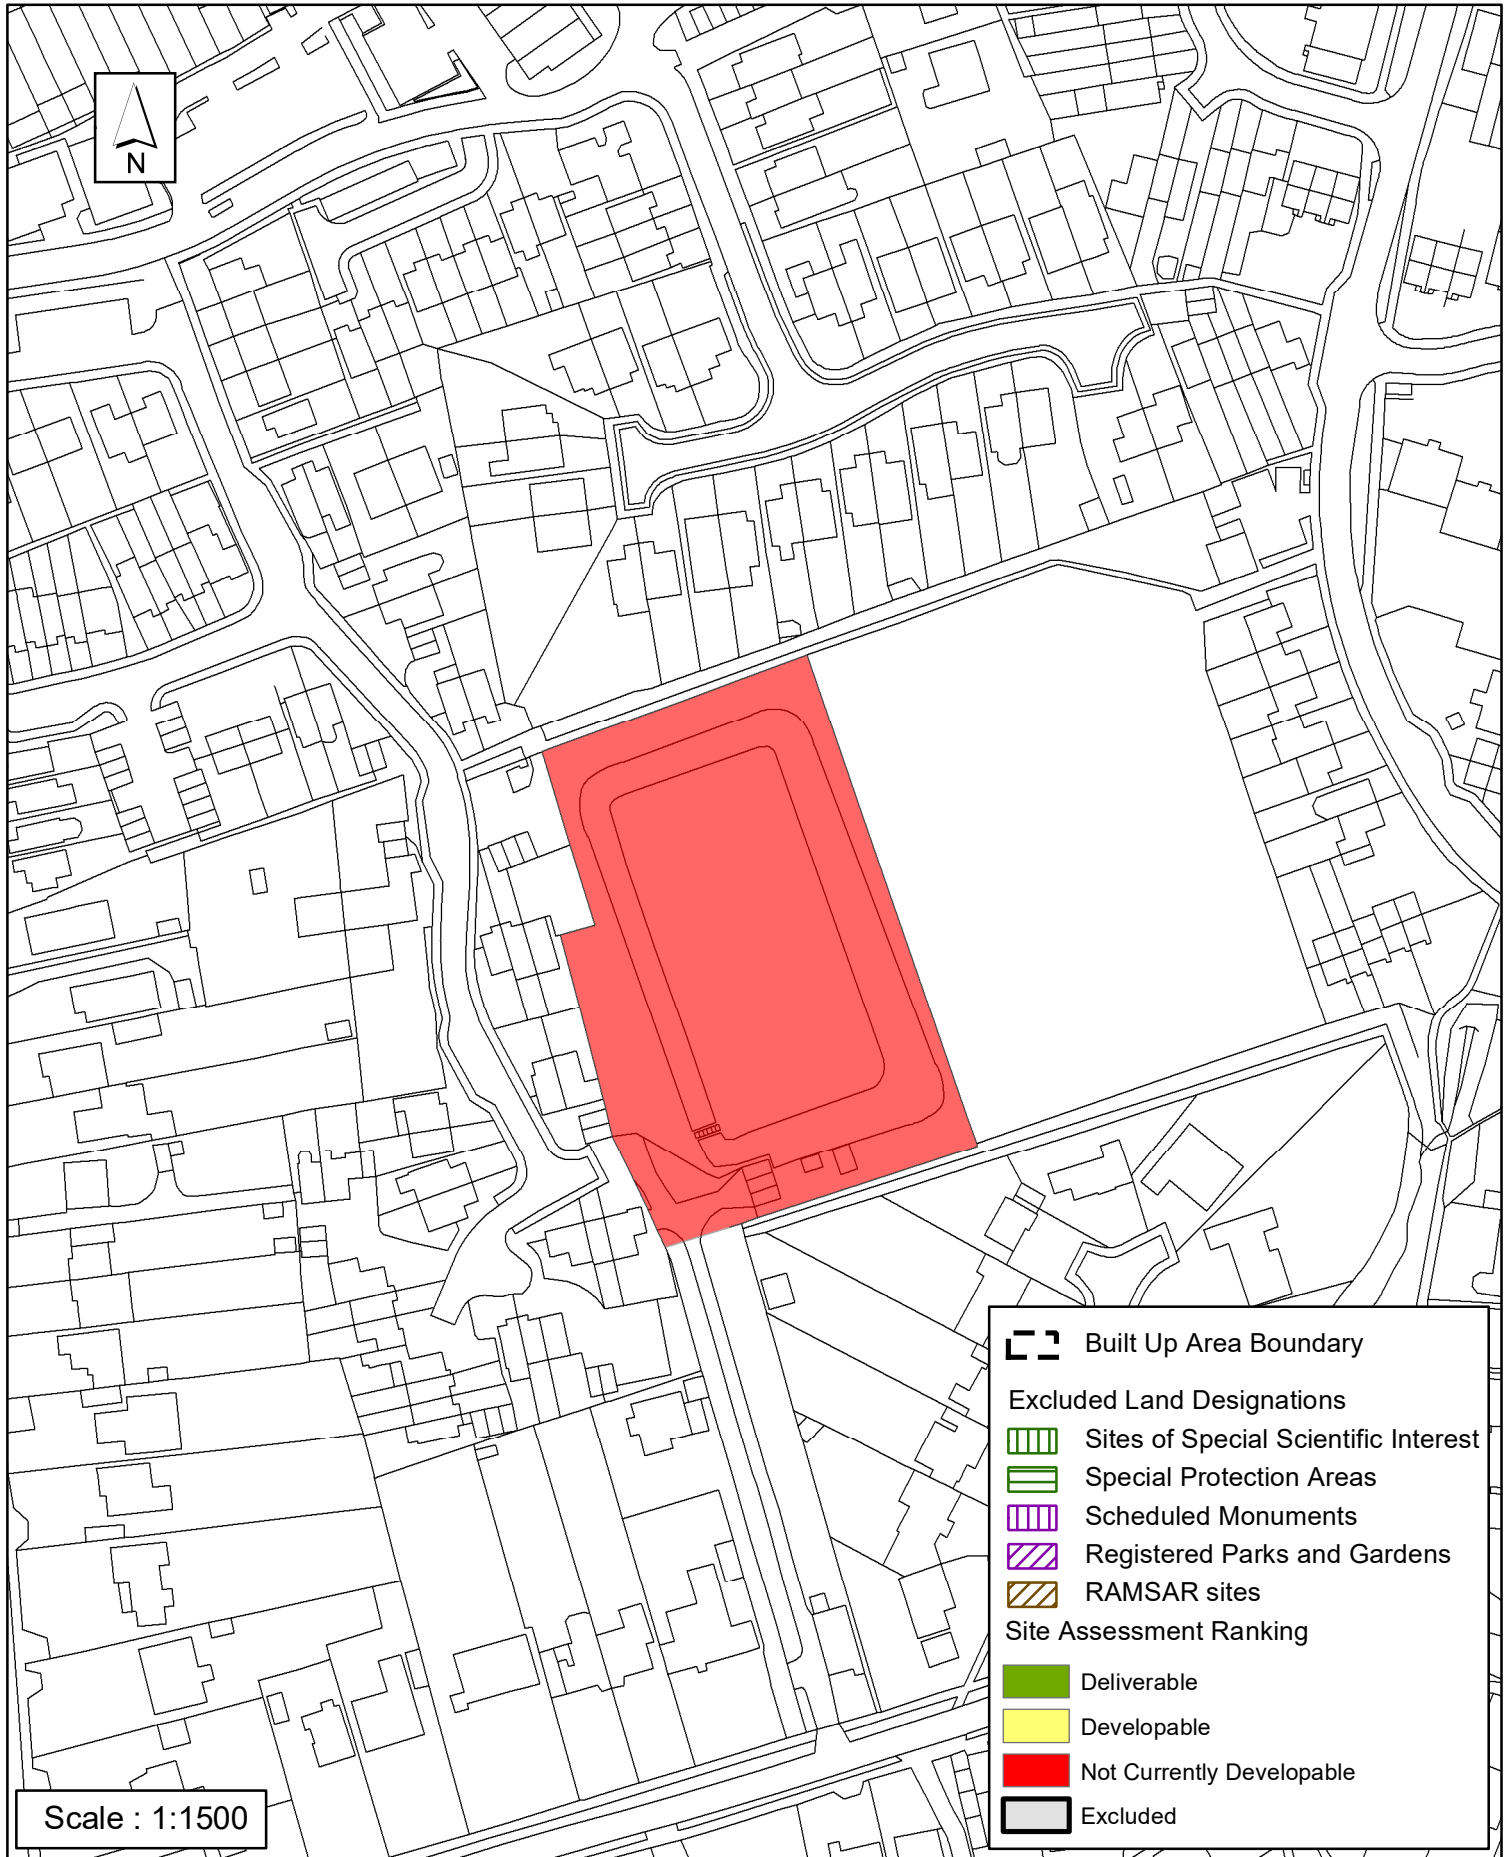 N
Built Up Area Boundary
Excluded Land Designations
Sites of Special Scientific Interest
Special Protection Areas
Scheduled Monuments
Registered Parks and Gardens
RAMSAR sites
Site Assessment Ranking
Deliverable
Developable
Not Currently Developable
Excluded
Scale : 1:1500